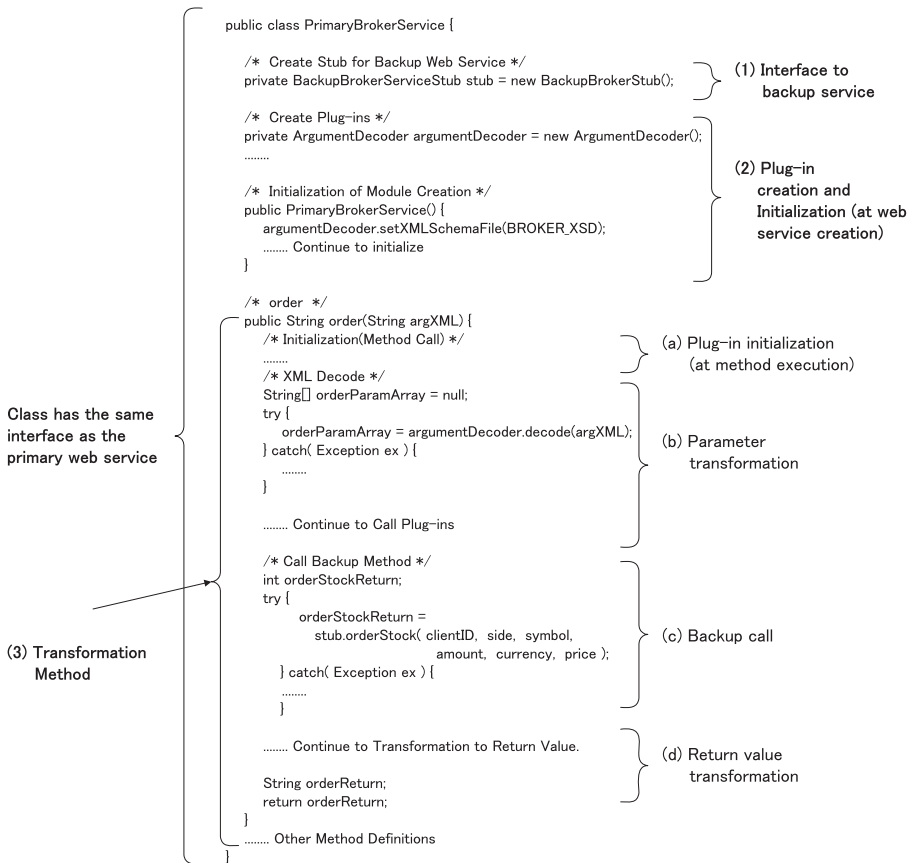 public class PrimaryBrokerService {
/* Create Stub for Backup Web Service */
private BackupBrokerServiceStub stub = new BackupBrokerStub();
(1) Interface to
backup service
/* Create Plug-ins */
private ArgumentDecoder argumentDecoder = new ArgumentDecoder();
........
/* Initialization of Module Creation */
public PrimaryBrokerService() {
argumentDecoder.setXMLSchemaFile(BROKER_XSD);
........ Continue to initialize
}
(2) Plug-in
creation and
Initialization (at web
service creation)
/* order */
public String order(String argXML) {
/* Initialization(Method Call) */
........
(a) Plug-in initialization
(at method execution)
/* XML Decode */
String[] orderParamArray = null;
try {
orderParamArray = argumentDecoder.decode(argXML);
} catch( Exception ex ) {
........
}
........ Continue to Call Plug-ins
(b) Parameter
transformation
Class has the same
interface as the
primary web service
/* Call Backup Method */
int orderStockReturn;
try {
orderStockReturn =
stub.orderStock( clientID, side, symbol,
amount, currency, price );
} catch( Exception ex ) {
........
}
(c) Backup call
(3) Transformation
Method
........ Continue to Transformation to Return Value.
String orderReturn;
return orderReturn;
}
(d) Return value
transformation
........ Other Method Definitions
}